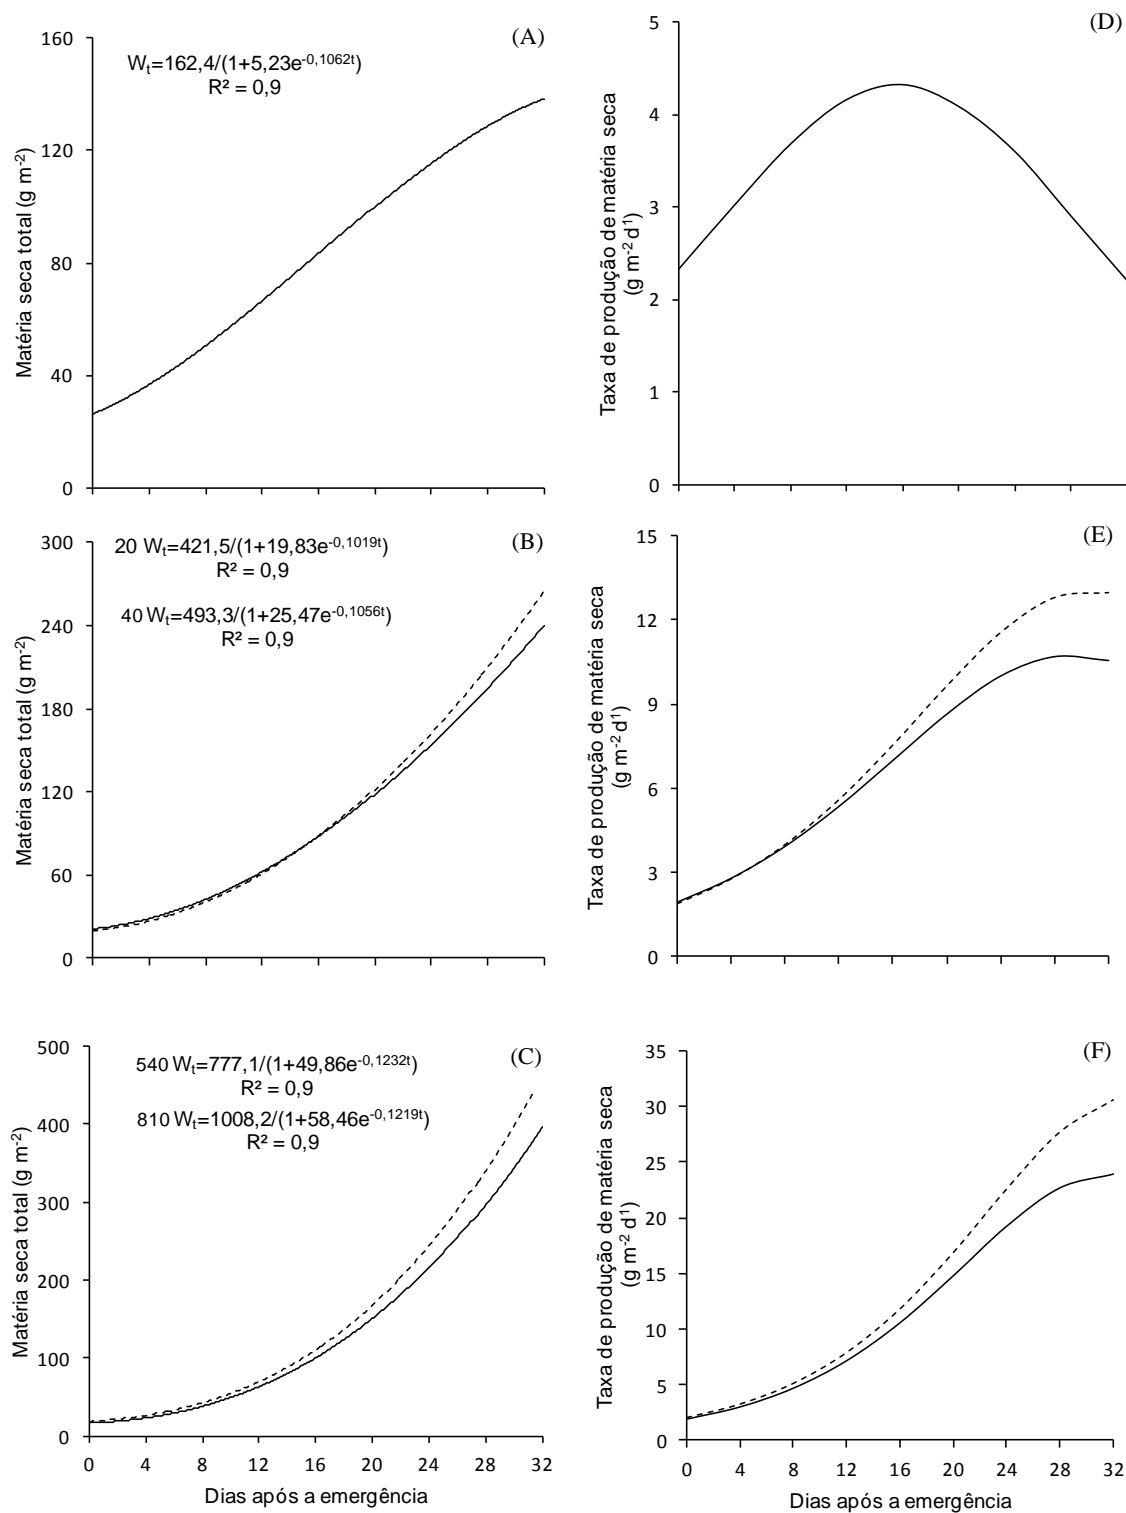 (A)
W_t=162,4/(1+5,23e^-0,1062t)
R² = 0,9
160
120
80
40
0
Matéria seca total (g m^-2)
(D)
5
4
3
2
1
0
Taxa de produção de matéria seca
(g m^-2 d^1)
(B)
20 W_t=421,5/(1+19,83e^-0,1019t)
R² = 0,9
40 W_t=493,3/(1+25,47e^-0,1056t)
R² = 0,9
300
240
180
120
60
0
Matéria seca total (g m^-2)
(E)
15
12
9
6
3
0
Taxa de produção de matéria seca
(g m^-2 d^1)
(C)
540 W_t=777,1/(1+49,86e^-0,1232t)
R² = 0,9
810 W_t=1008,2/(1+58,46e^-0,1219t)
R² = 0,9
500
400
300
200
100
0
Matéria seca total (g m^-2)
0 4 8 12 16 20 24 28 32
Dias após a emergência
(F)
35
30
25
20
15
10
5
0
Taxa de produção de matéria seca
(g m^-2 d^1)
0 4 8 12 16 20 24 28 32
Dias após a emergência